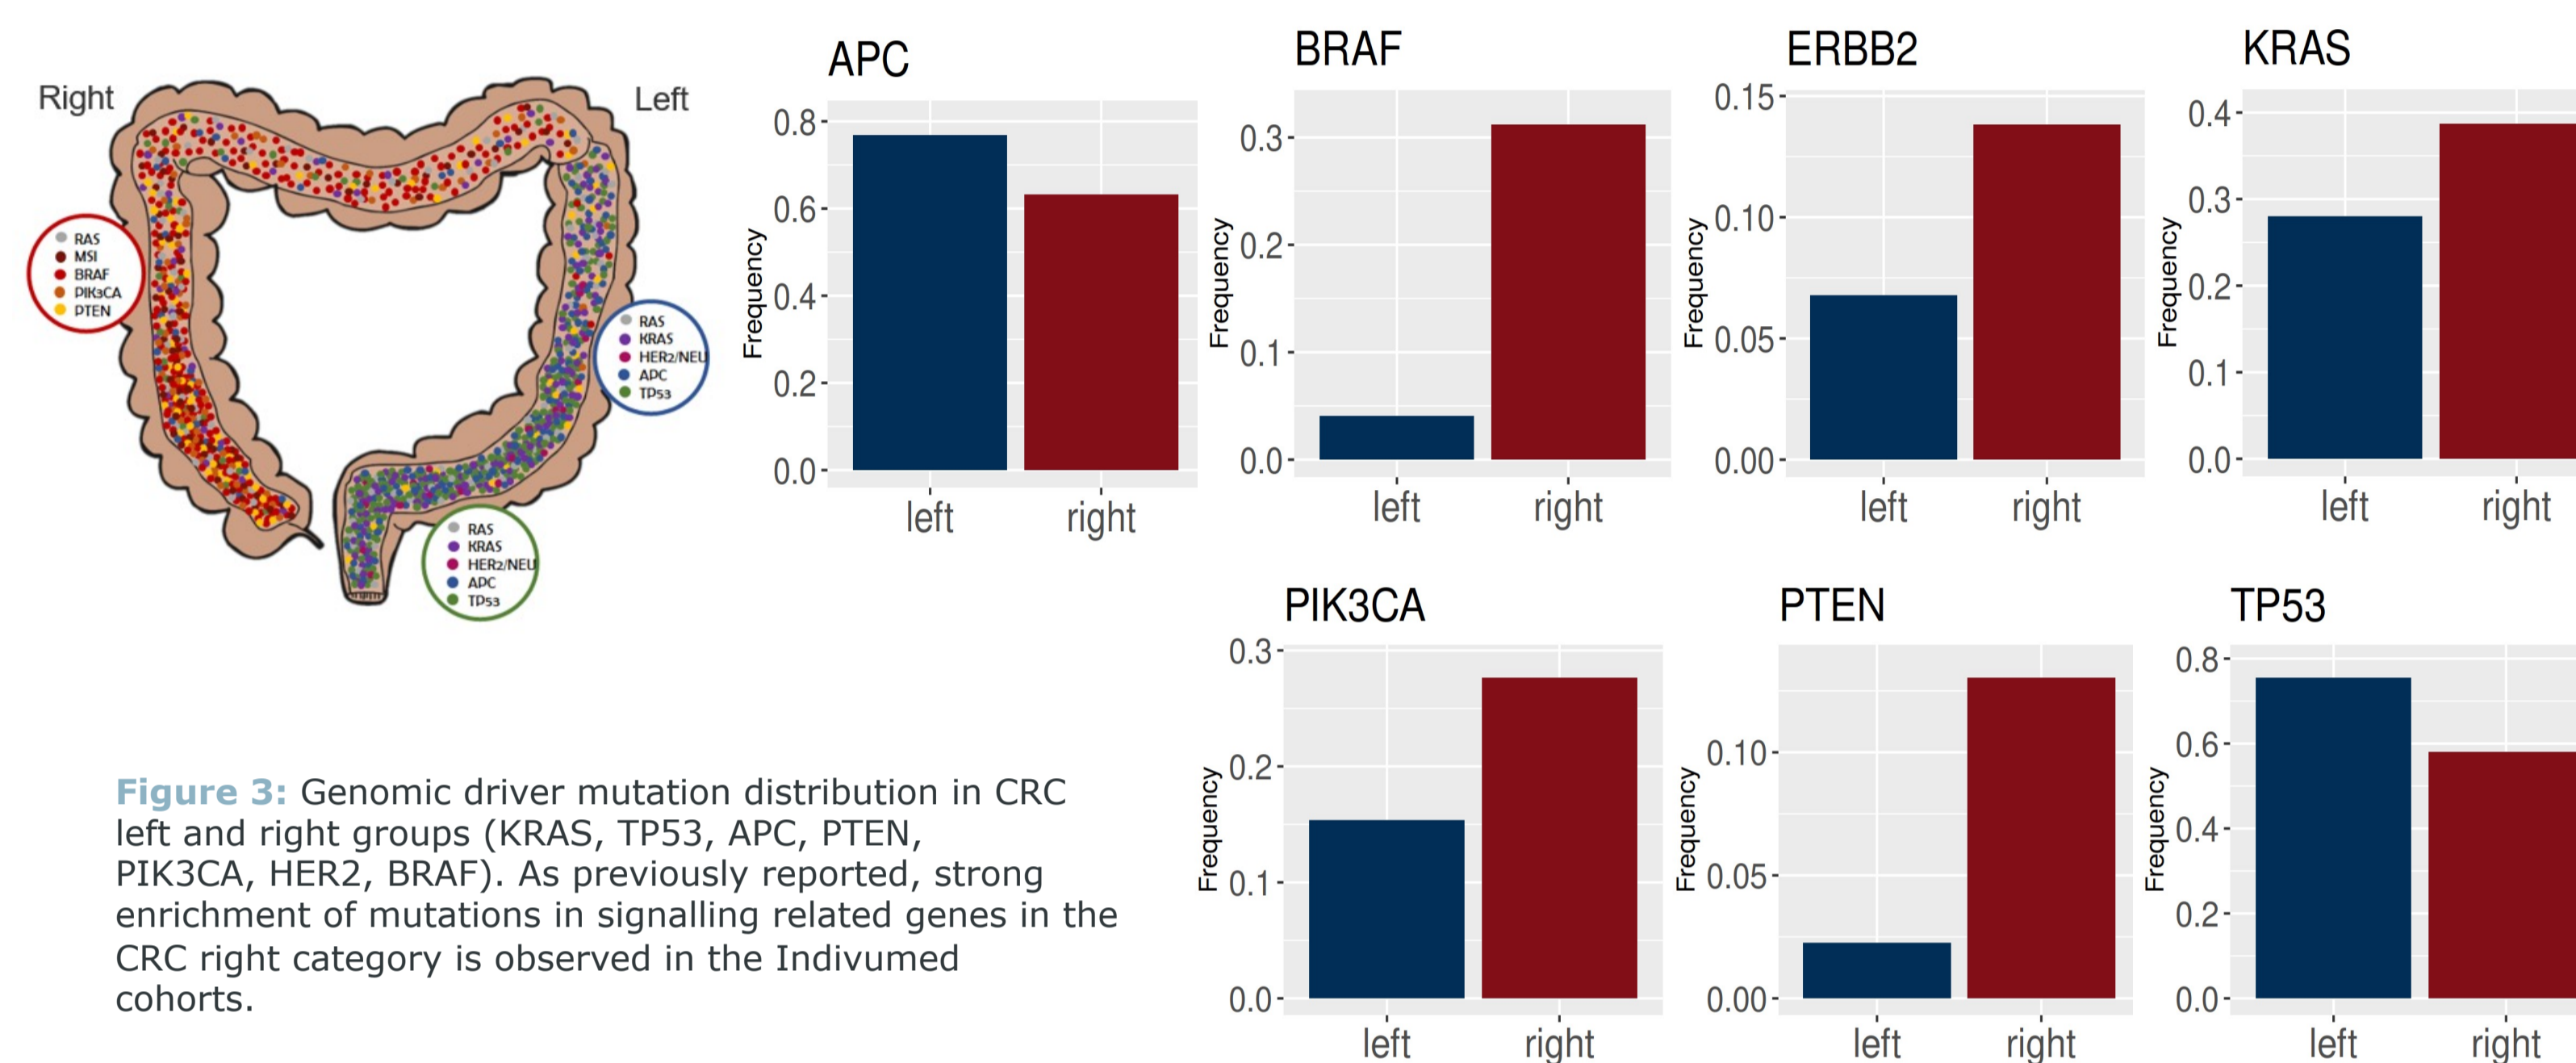 Right
Left
RAS
MSI
BRAF
PIK3CA
PTEN
RAS
KRAS
HER2/NEU
APC
TP53
RAS
KRAS
HER2/NEU
APC
TP53
APC
Frequency
0.8
0.6
0.4
0.2
0.0
left right
BRAF
Frequency
0.3
0.2
0.1
0.0
left right
ERBB2
Frequency
0.15
0.10
0.05
0.00
left right
KRAS
Frequency
0.4
0.3
0.2
0.1
0.0
left right
PIK3CA
Frequency
0.3
0.2
0.1
0.0
left right
PTEN
Frequency
0.10
0.05
0.00
left right
TP53
Frequency
0.8
0.6
0.4
0.2
0.0
left right
Figure 3: Genomic driver mutation distribution in CRC
left and right groups (KRAS, TP53, APC, PTEN,
PIK3CA, HER2, BRAF). As previously reported, strong
enrichment of mutations in signalling related genes in the
CRC right category is observed in the Indivumed
cohorts.